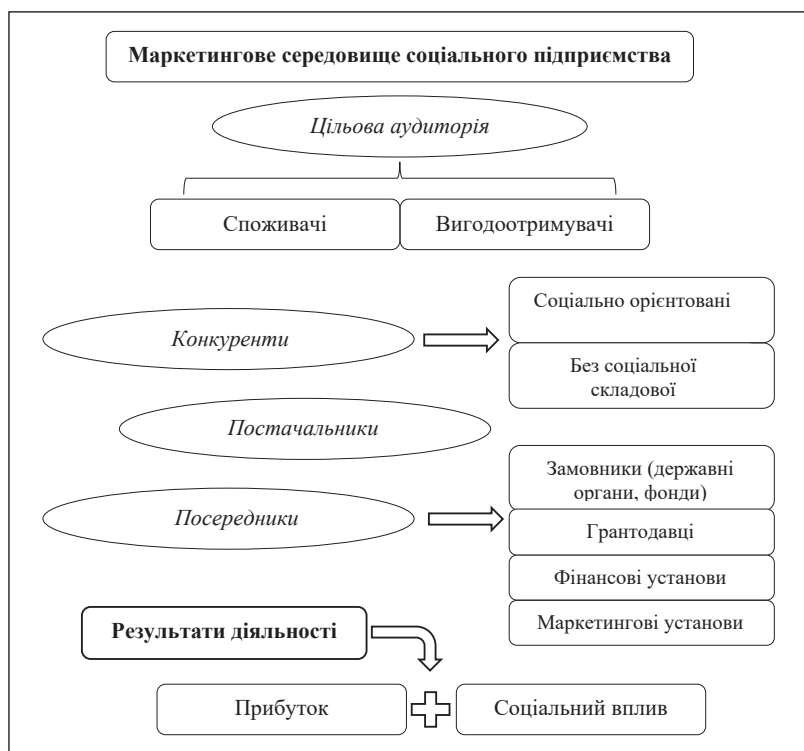 Маркетингове середовище соціального підприємства
Цільова аудиторія
Споживачі
Вигодоотримувачі
Конкуренти
Соціально орієнтовані
Без соціальної
складової
Постачальники
Посередники
Замовники (державні
органи, фонди)
Грантодавці
Фінансові установи
Маркетингові установи
Результати діяльності
Прибуток
Соціальний вплив